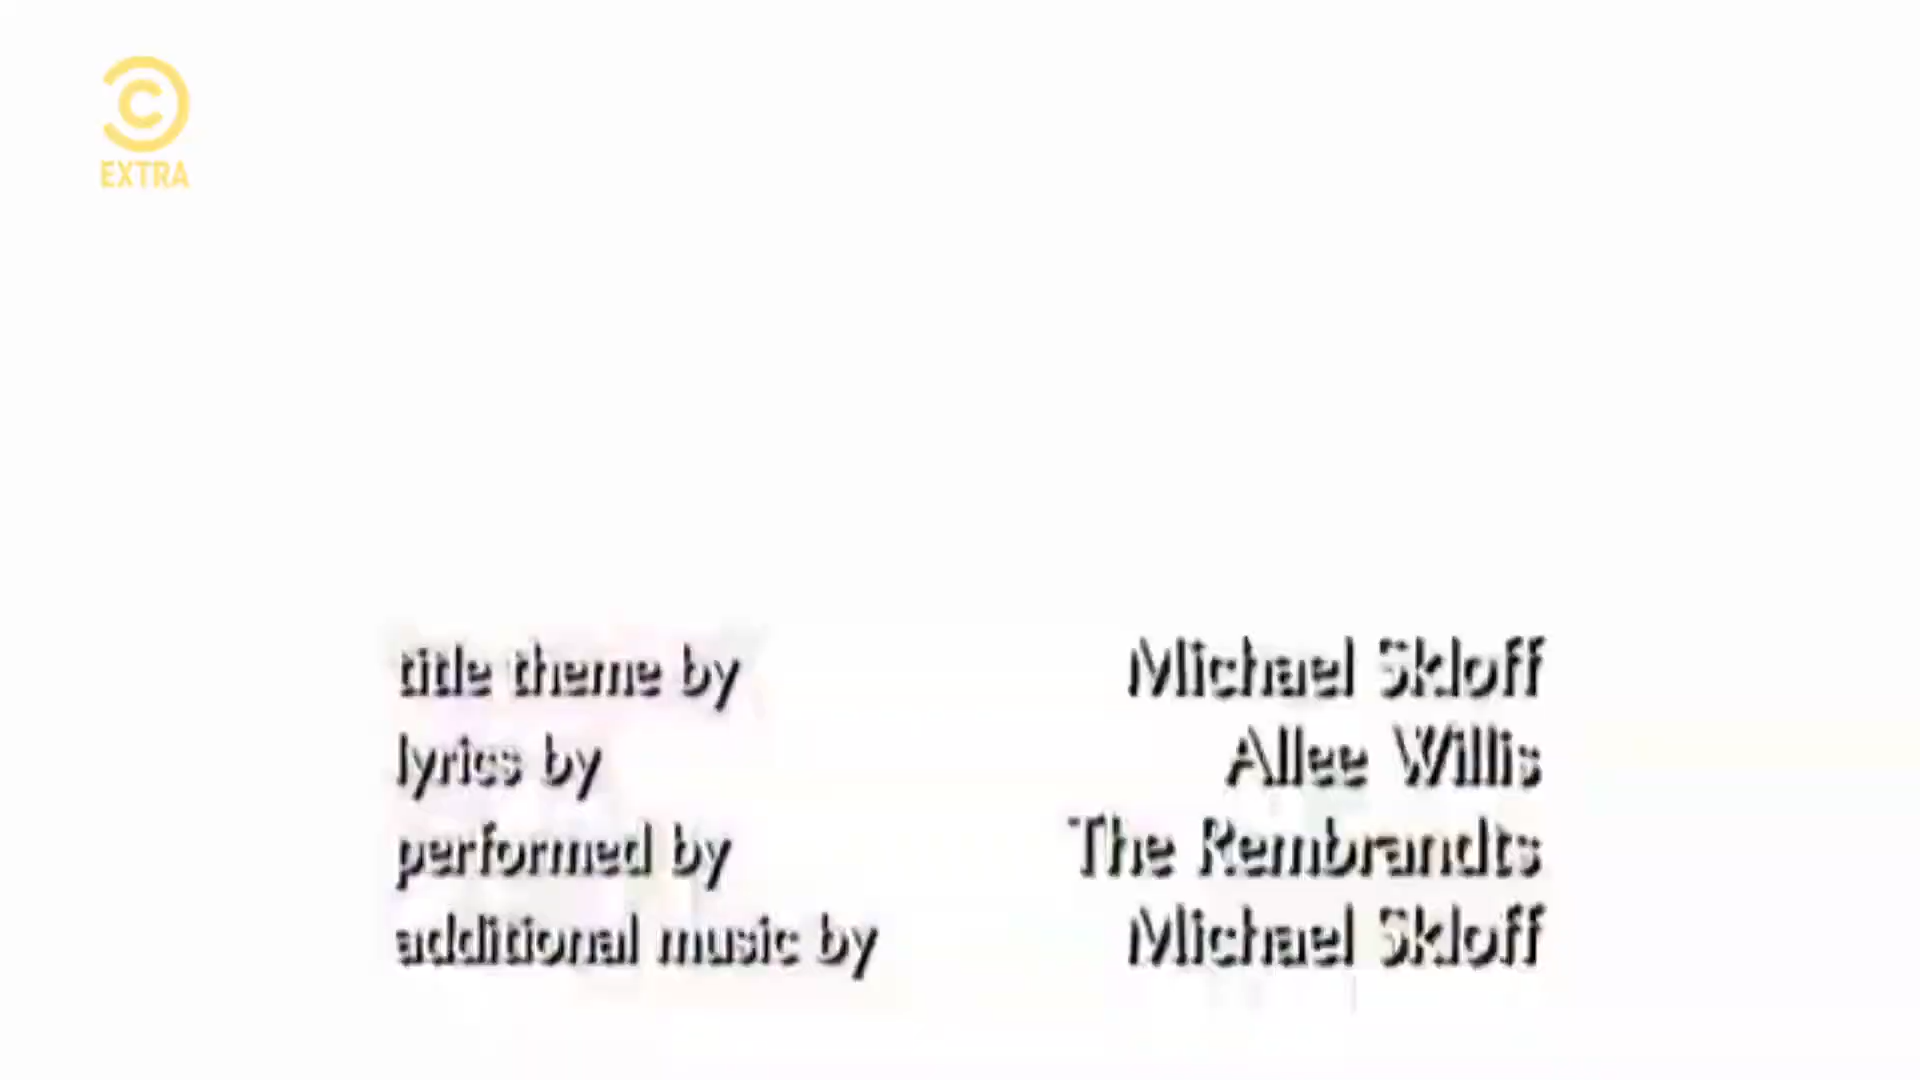 C
EXTRA
title theme by Michael Skloff
lyrics by Allee Willis
performed by The Rembrandts
additional music by Michael Skloff